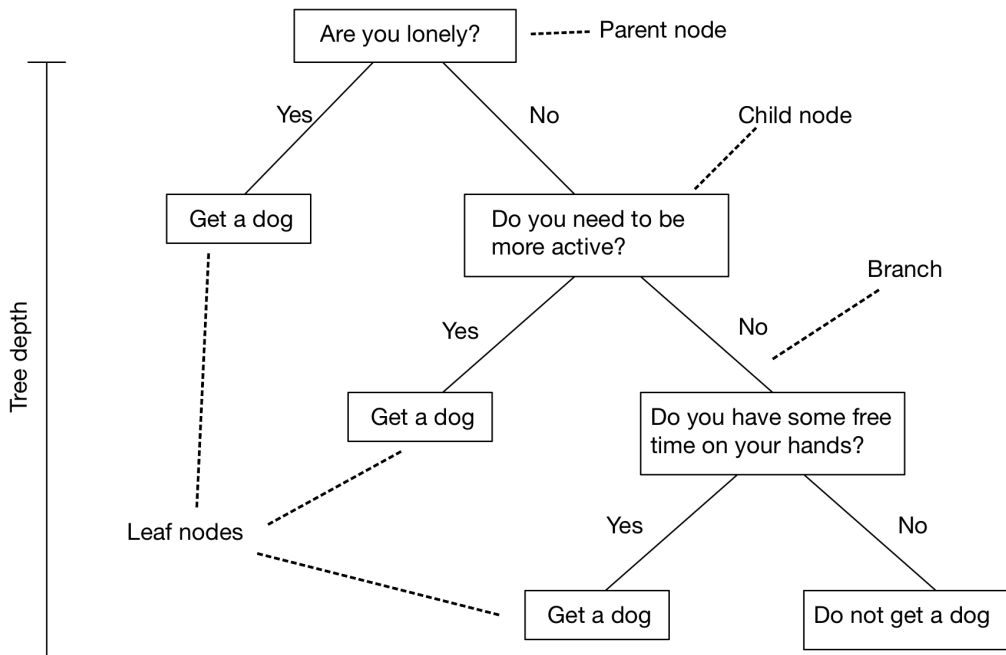 Are you lonely?
Parent node
Yes
No
Child node
Get a dog
Do you need to be
more active?
Branch
Yes
No
Tree depth
Get a dog
Do you have some free
time on your hands?
Leaf nodes
Yes
No
Get a dog
Do not get a dog